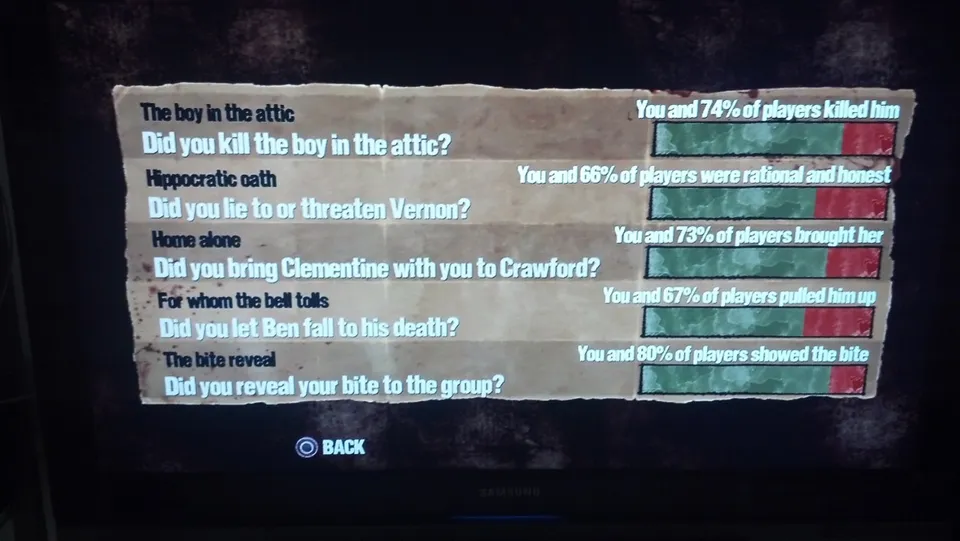 The boy in the attic
You and 74% of players killed him
Did you kill the boy in the attic?
Hippocratic oath
You and 66% of players were rational and honest
Did you lie to or threaten Vernon?
Home alone
You and 73% of players brought her
Did you bring Clementine with you to Crawford?
For whom the bell tolls
You and 67% of players pulled him up
Did you let Ben fall to his death?
The bite reveal
You and 80% of players showed the bite
Did you reveal your bite to the group?
BACK
SAMSUNG